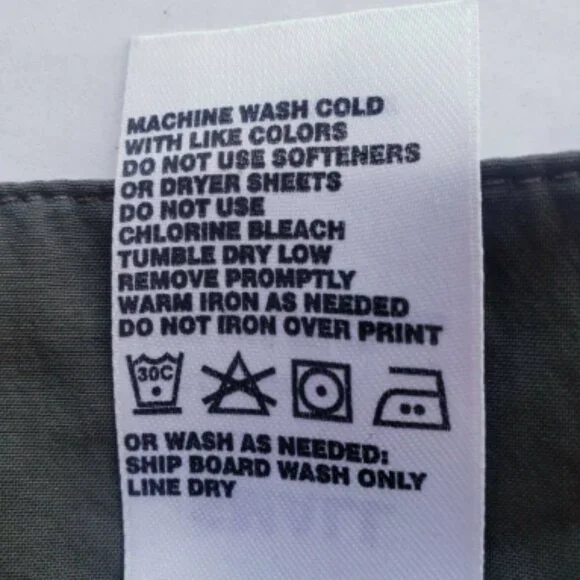 MACHINE WASH COLD
WITH LIKE COLORS
DO NOT USE SOFTENERS
OR DRYER SHEETS
DO NOT USE
CHLORINE BLEACH
TUMBLE DRY LOW
REMOVE PROMPTLY
WARM IRON AS NEEDED
DO NOT IRON OVER PRINT
30C
OR WASH AS NEEDED:
SHIP BOARD WASH ONLY
LINE DRY